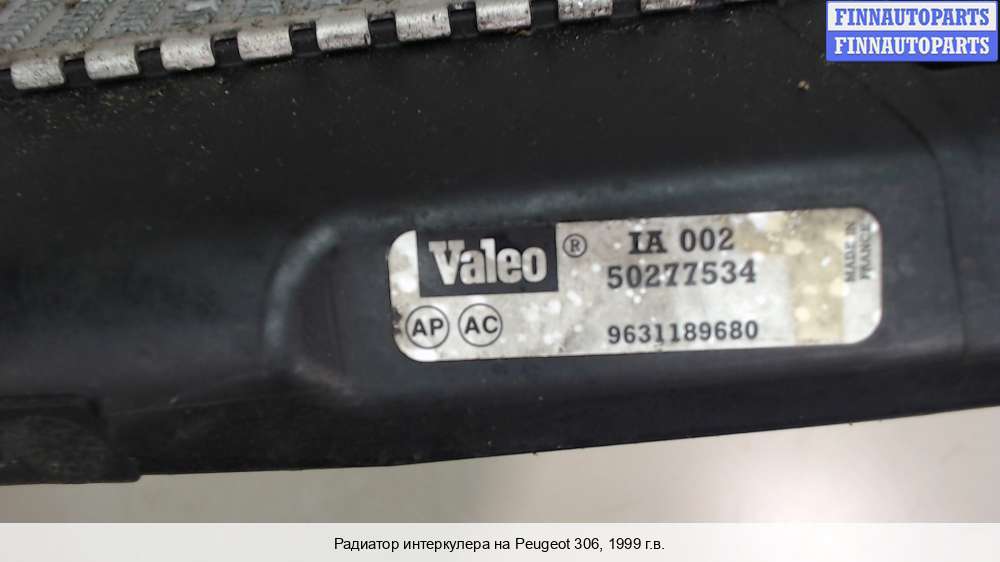 FINNAUTOPARTS
FINNAUTOPARTS
Valeo ® IA 002
50277534
MADE IN
FRANCE
AP AC
9631189680
Радиатор интеркулера на Peugeot 306, 1999 г.в.